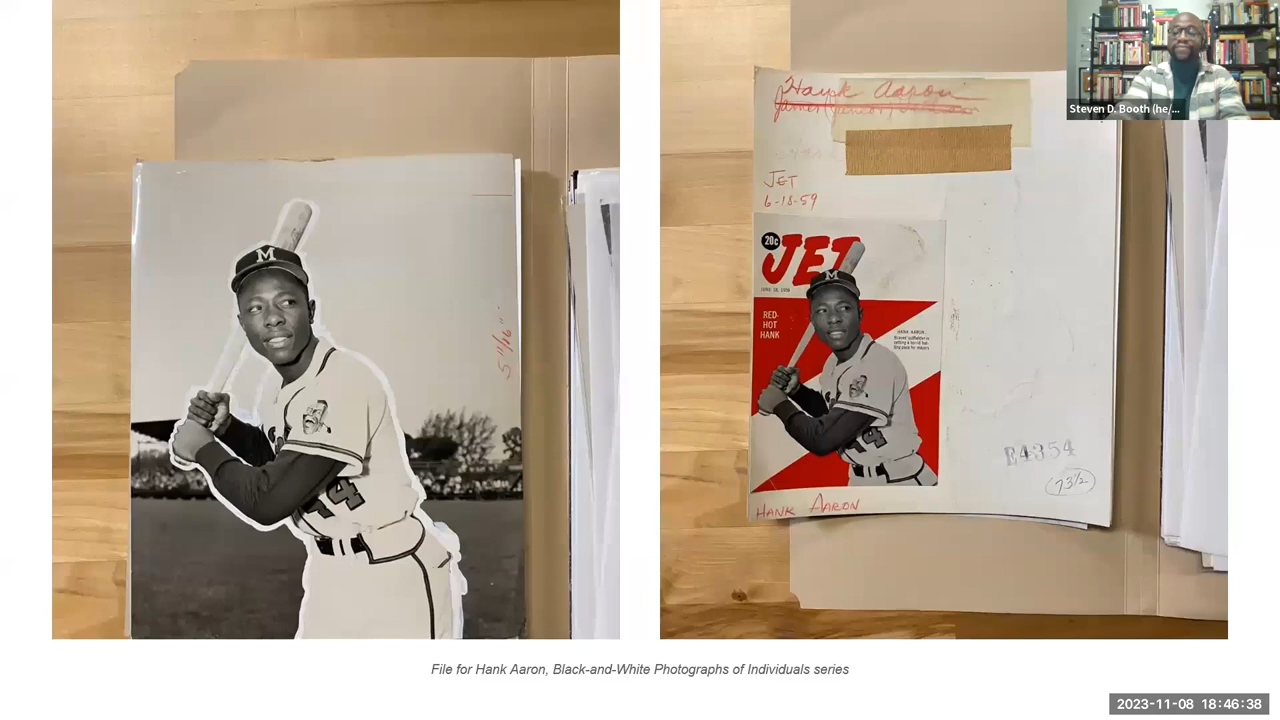 M
5 11/16"
14
Hank Aaron
JET
6-18-59
20c
JET
M
RED-
HOT
HANK
HANK AARON,
14
E4354
73½
HANK AARON
Steven D. Booth (he/...
File for Hank Aaron, Black-and-White Photographs of Individuals series
2023-11-08 18:46:38